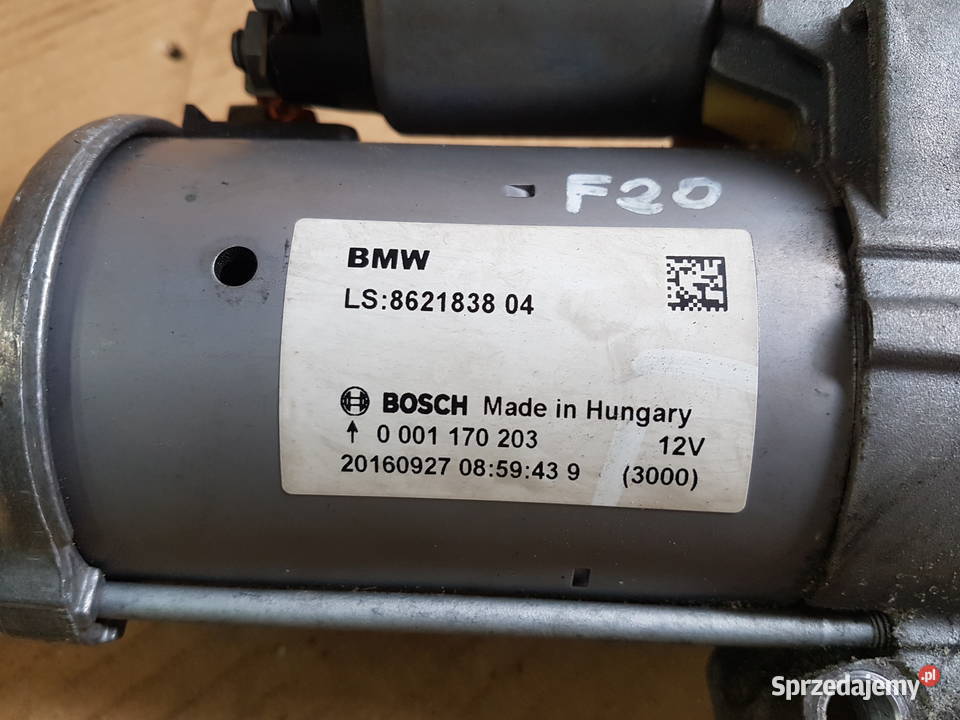 F20
BMW
LS:8621838 04
BOSCH Made in Hungary
↑ 0 001 170 203 12V
20160927 08:59:43 9 (3000)
Sprzedajemy.pl